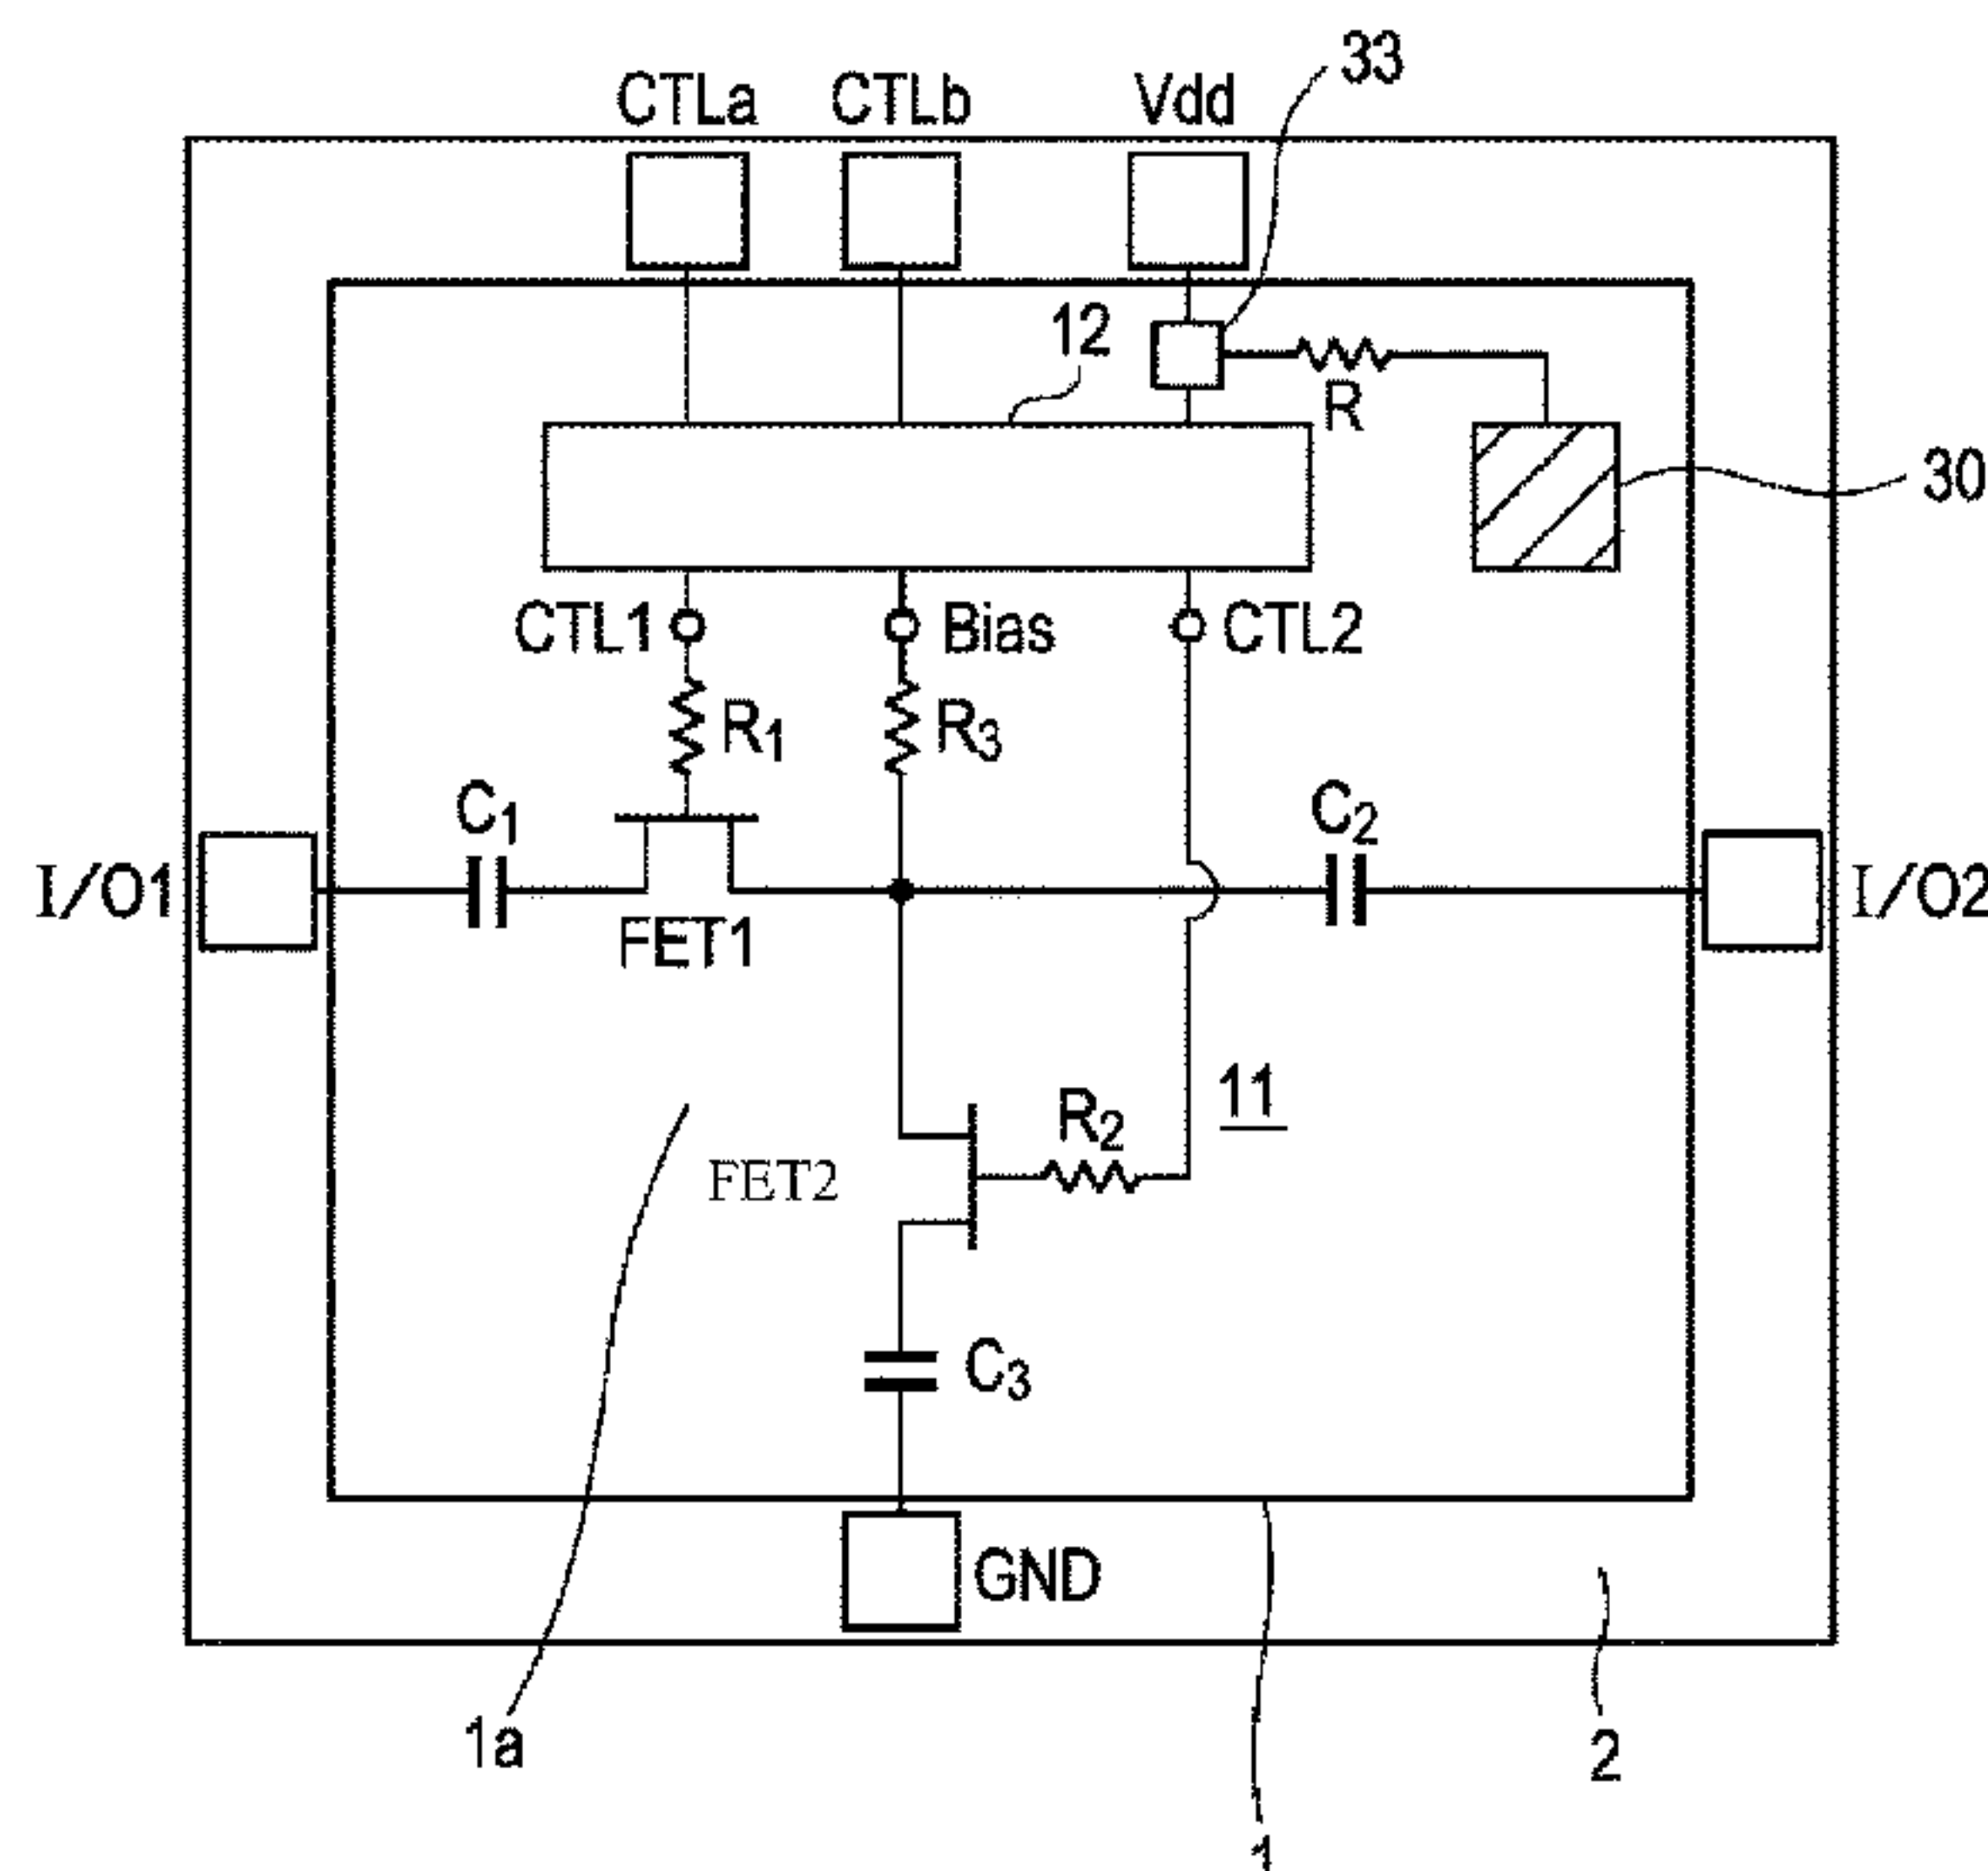 33
CTLa CTLb Vdd
12
R
30
CTL1 Bias CTL2
R1 R3
C1 C2
I/O1 I/O2
FET1
11
R2
FET2
C3
GND
1a 2
1